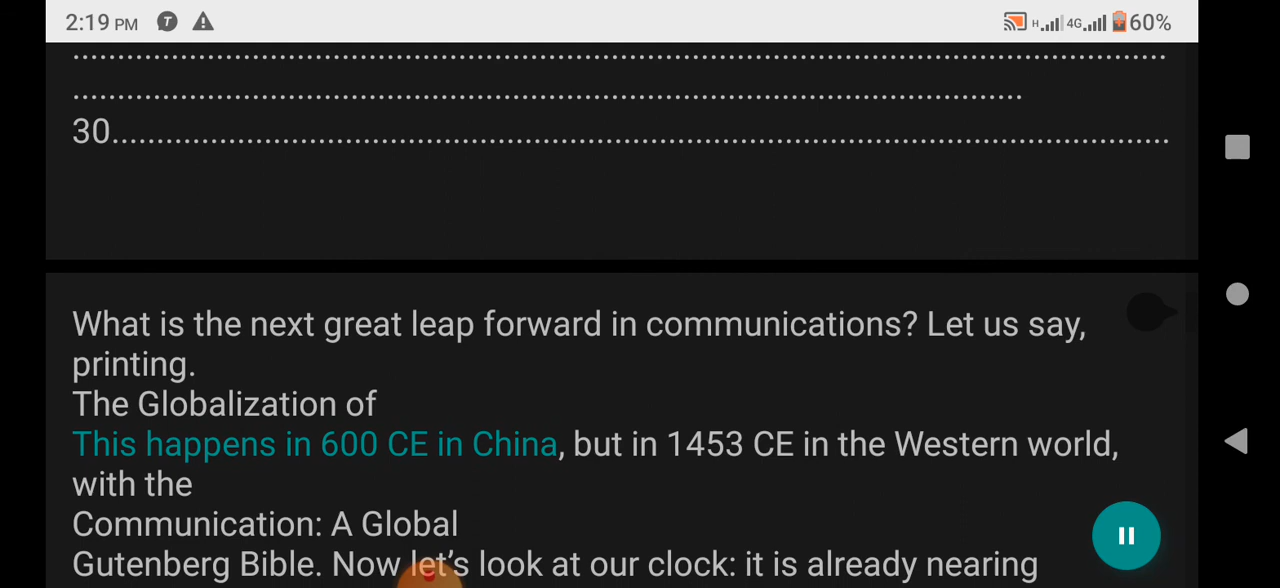 2:19 PM
H 4G 60%
..........................................................................................................................
..........................................................................................................
30......................................................................................................................
What is the next great leap forward in communications? Let us say,
printing.
The Globalization of
This happens in 600 CE in China, but in 1453 CE in the Western world,
with the
Communication: A Global
Gutenberg Bible. Now let’s look at our clock: it is already nearing